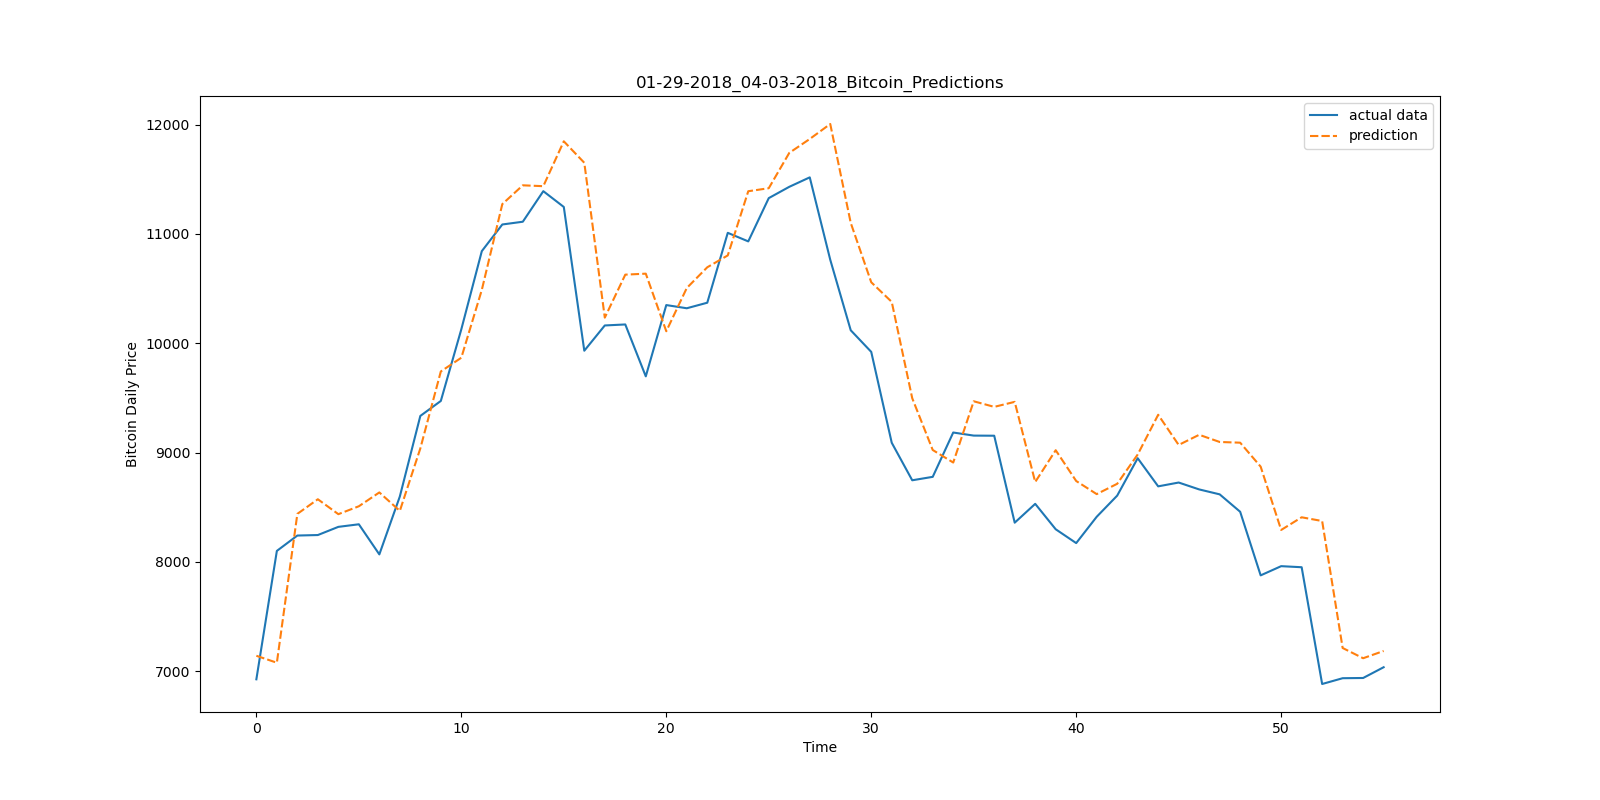 01-29-2018_04-03-2018_Bitcoin_Predictions
actual data
prediction
12000
11000
10000
9000
8000
7000
Bitcoin Daily Price
0 10 20 30 40 50
Time